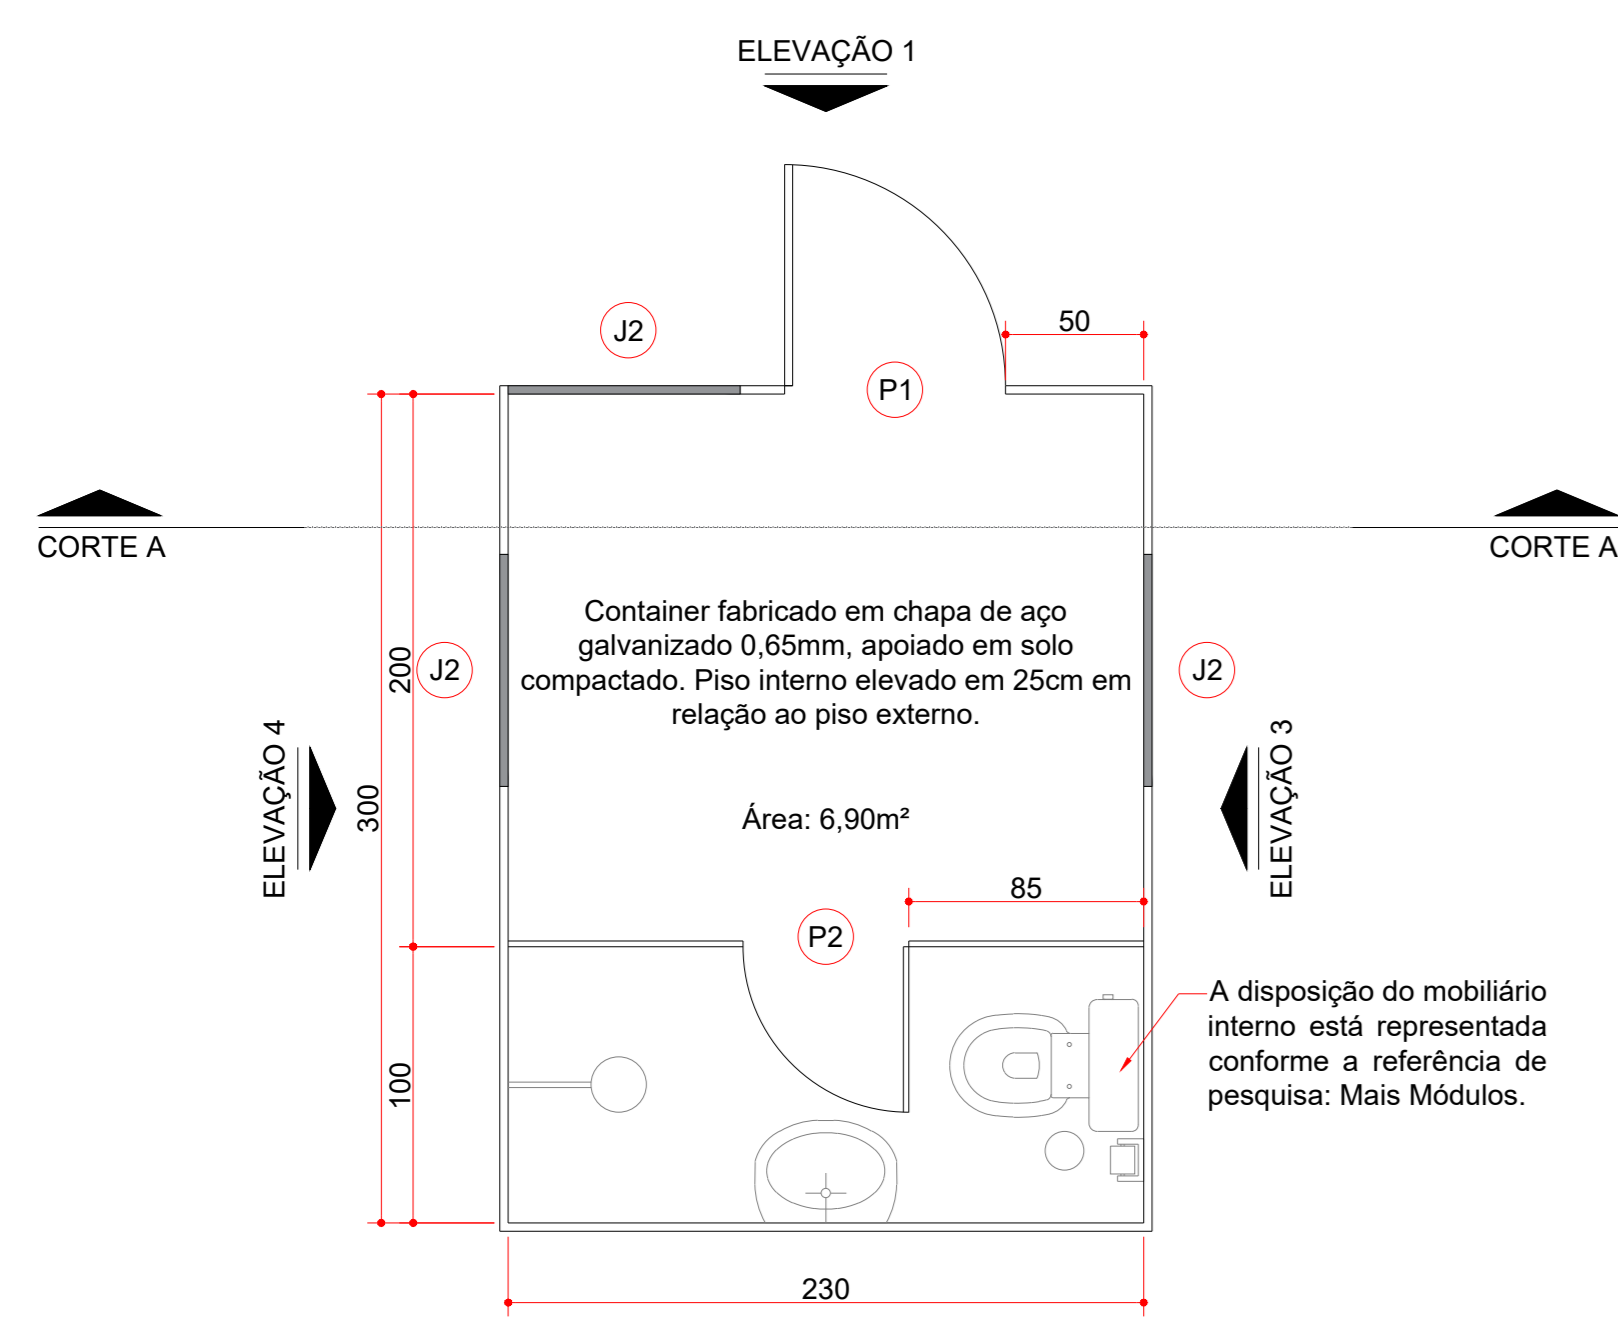 ELEVAÇÃO 1
J2
50
P1
CORTE A
CORTE A
Container fabricado em chapa de aço
galvanizado 0,65mm, apoiado em solo
compactado. Piso interno elevado em 25cm em
relação ao piso externo.
200
J2
J2
ELEVAÇÃO 4
300
ELEVAÇÃO 3
Área: 6,90m²
85
P2
A disposição do mobiliário
interno está representada
conforme a referência de
pesquisa: Mais Módulos.
100
230